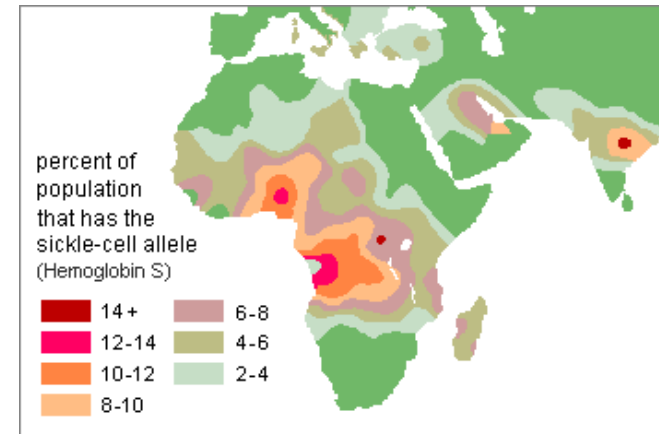 percent of
population
that has the
sickle-cell allele
(Hemoglobin S)
14+ 6-8
12-14 4-6
10-12 2-4
8-10